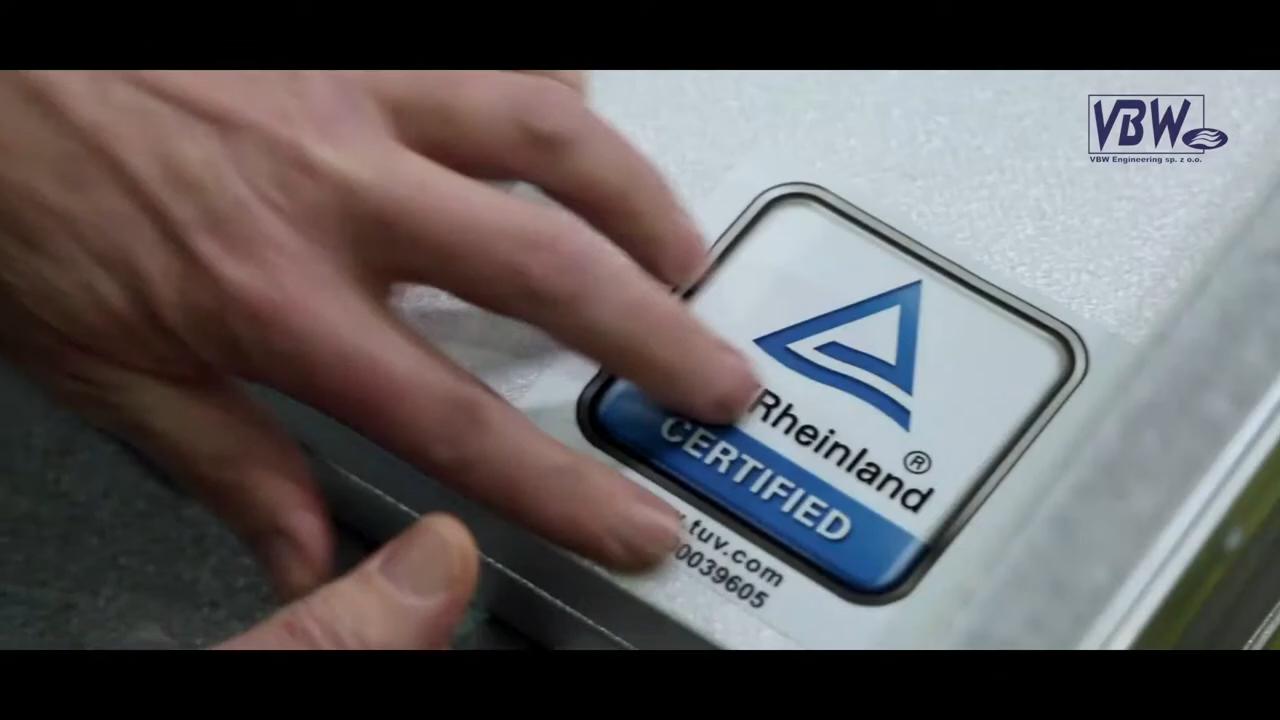 VBW
VBW Engineering sp. z o.o.
Rheinland
®
CERTIFIED
.tuv.com
0039605